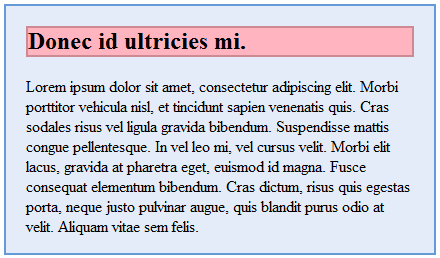 Donec id ultricies mi.
Lorem ipsum dolor sit amet, consectetur adipiscing elit. Morbi
porttitor vehicula nisl, et tincidunt sapien venenatis quis. Cras
sodales risus vel ligula gravida bibendum. Suspendisse mattis
congue pellentesque. In vel leo mi, vel cursus velit. Morbi elit
lacus, gravida at pharetra eget, euismod id magna. Fusce
consequat elementum bibendum. Cras dictum, risus quis egestas
porta, neque justo pulvinar augue, quis blandit purus odio at
velit. Aliquam vitae sem felis.